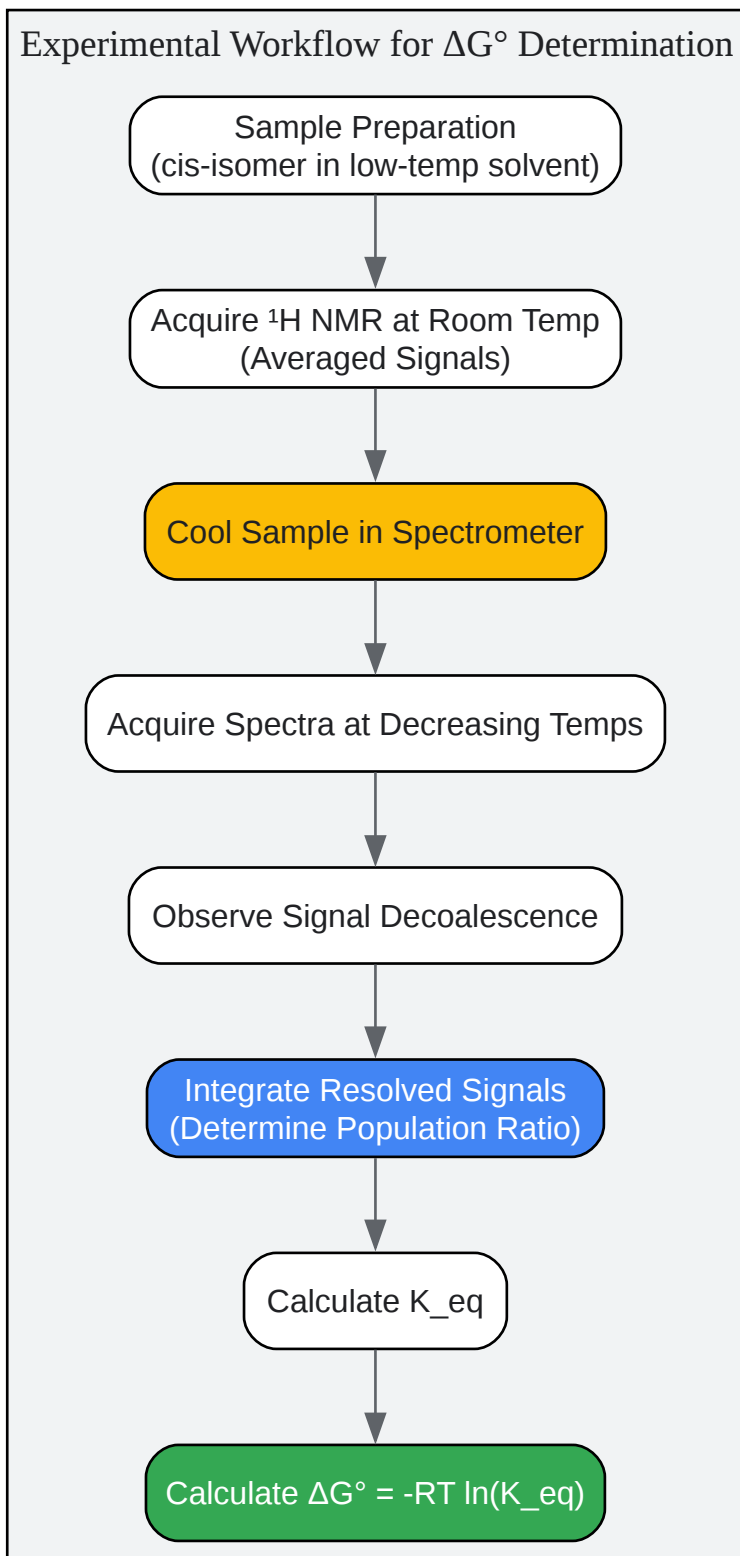 Experimental Workflow for ΔG° Determination
Sample Preparation
(cis-isomer in low-temp solvent)
Acquire ¹H NMR at Room Temp
(Averaged Signals)
Cool Sample in Spectrometer
Acquire Spectra at Decreasing Temps
Observe Signal Decoalescence
Integrate Resolved Signals
(Determine Population Ratio)
Calculate K_eq
Calculate ΔG° = -RT ln(K_eq)